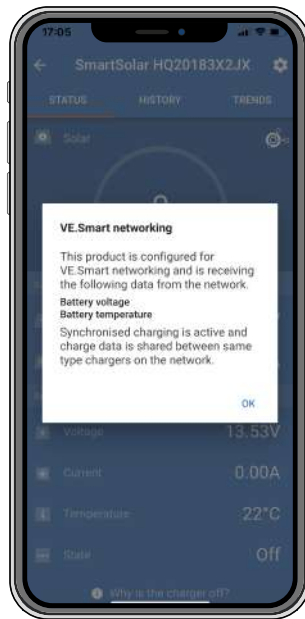 17:05
SmartSolar HQ20183X2JX
STATUS HISTORY TRENDS
Solar
VE.Smart networking
This product is configured for
VE.Smart networking and is receiving
the following data from the network.
Battery voltage
Battery temperature
Synchronised charging is active and
charge data is shared between same
type chargers on the network.
OK
Voltage 13.53V
Current 0.00A
Temperature 22°C
State Off
Why is the charger off?